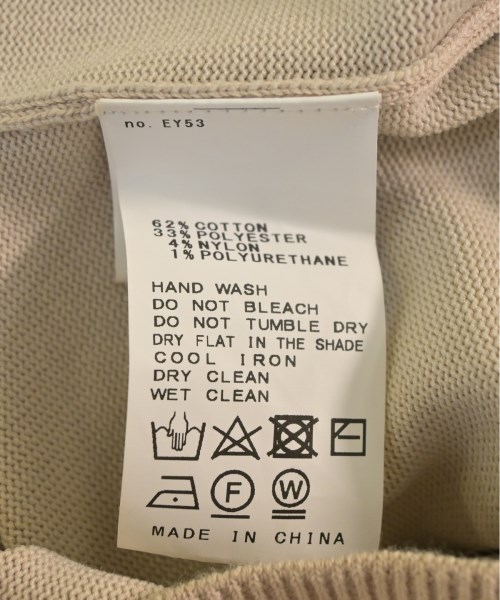 no. EY53
62% COTTON
33% POLYESTER
4% NYLON
1% POLYURETHANE
HAND WASH
DO NOT BLEACH
DO NOT TUMBLE DRY
DRY FLAT IN THE SHADE
COOL IRON
DRY CLEAN
WET CLEAN
F W
MADE IN CHINA